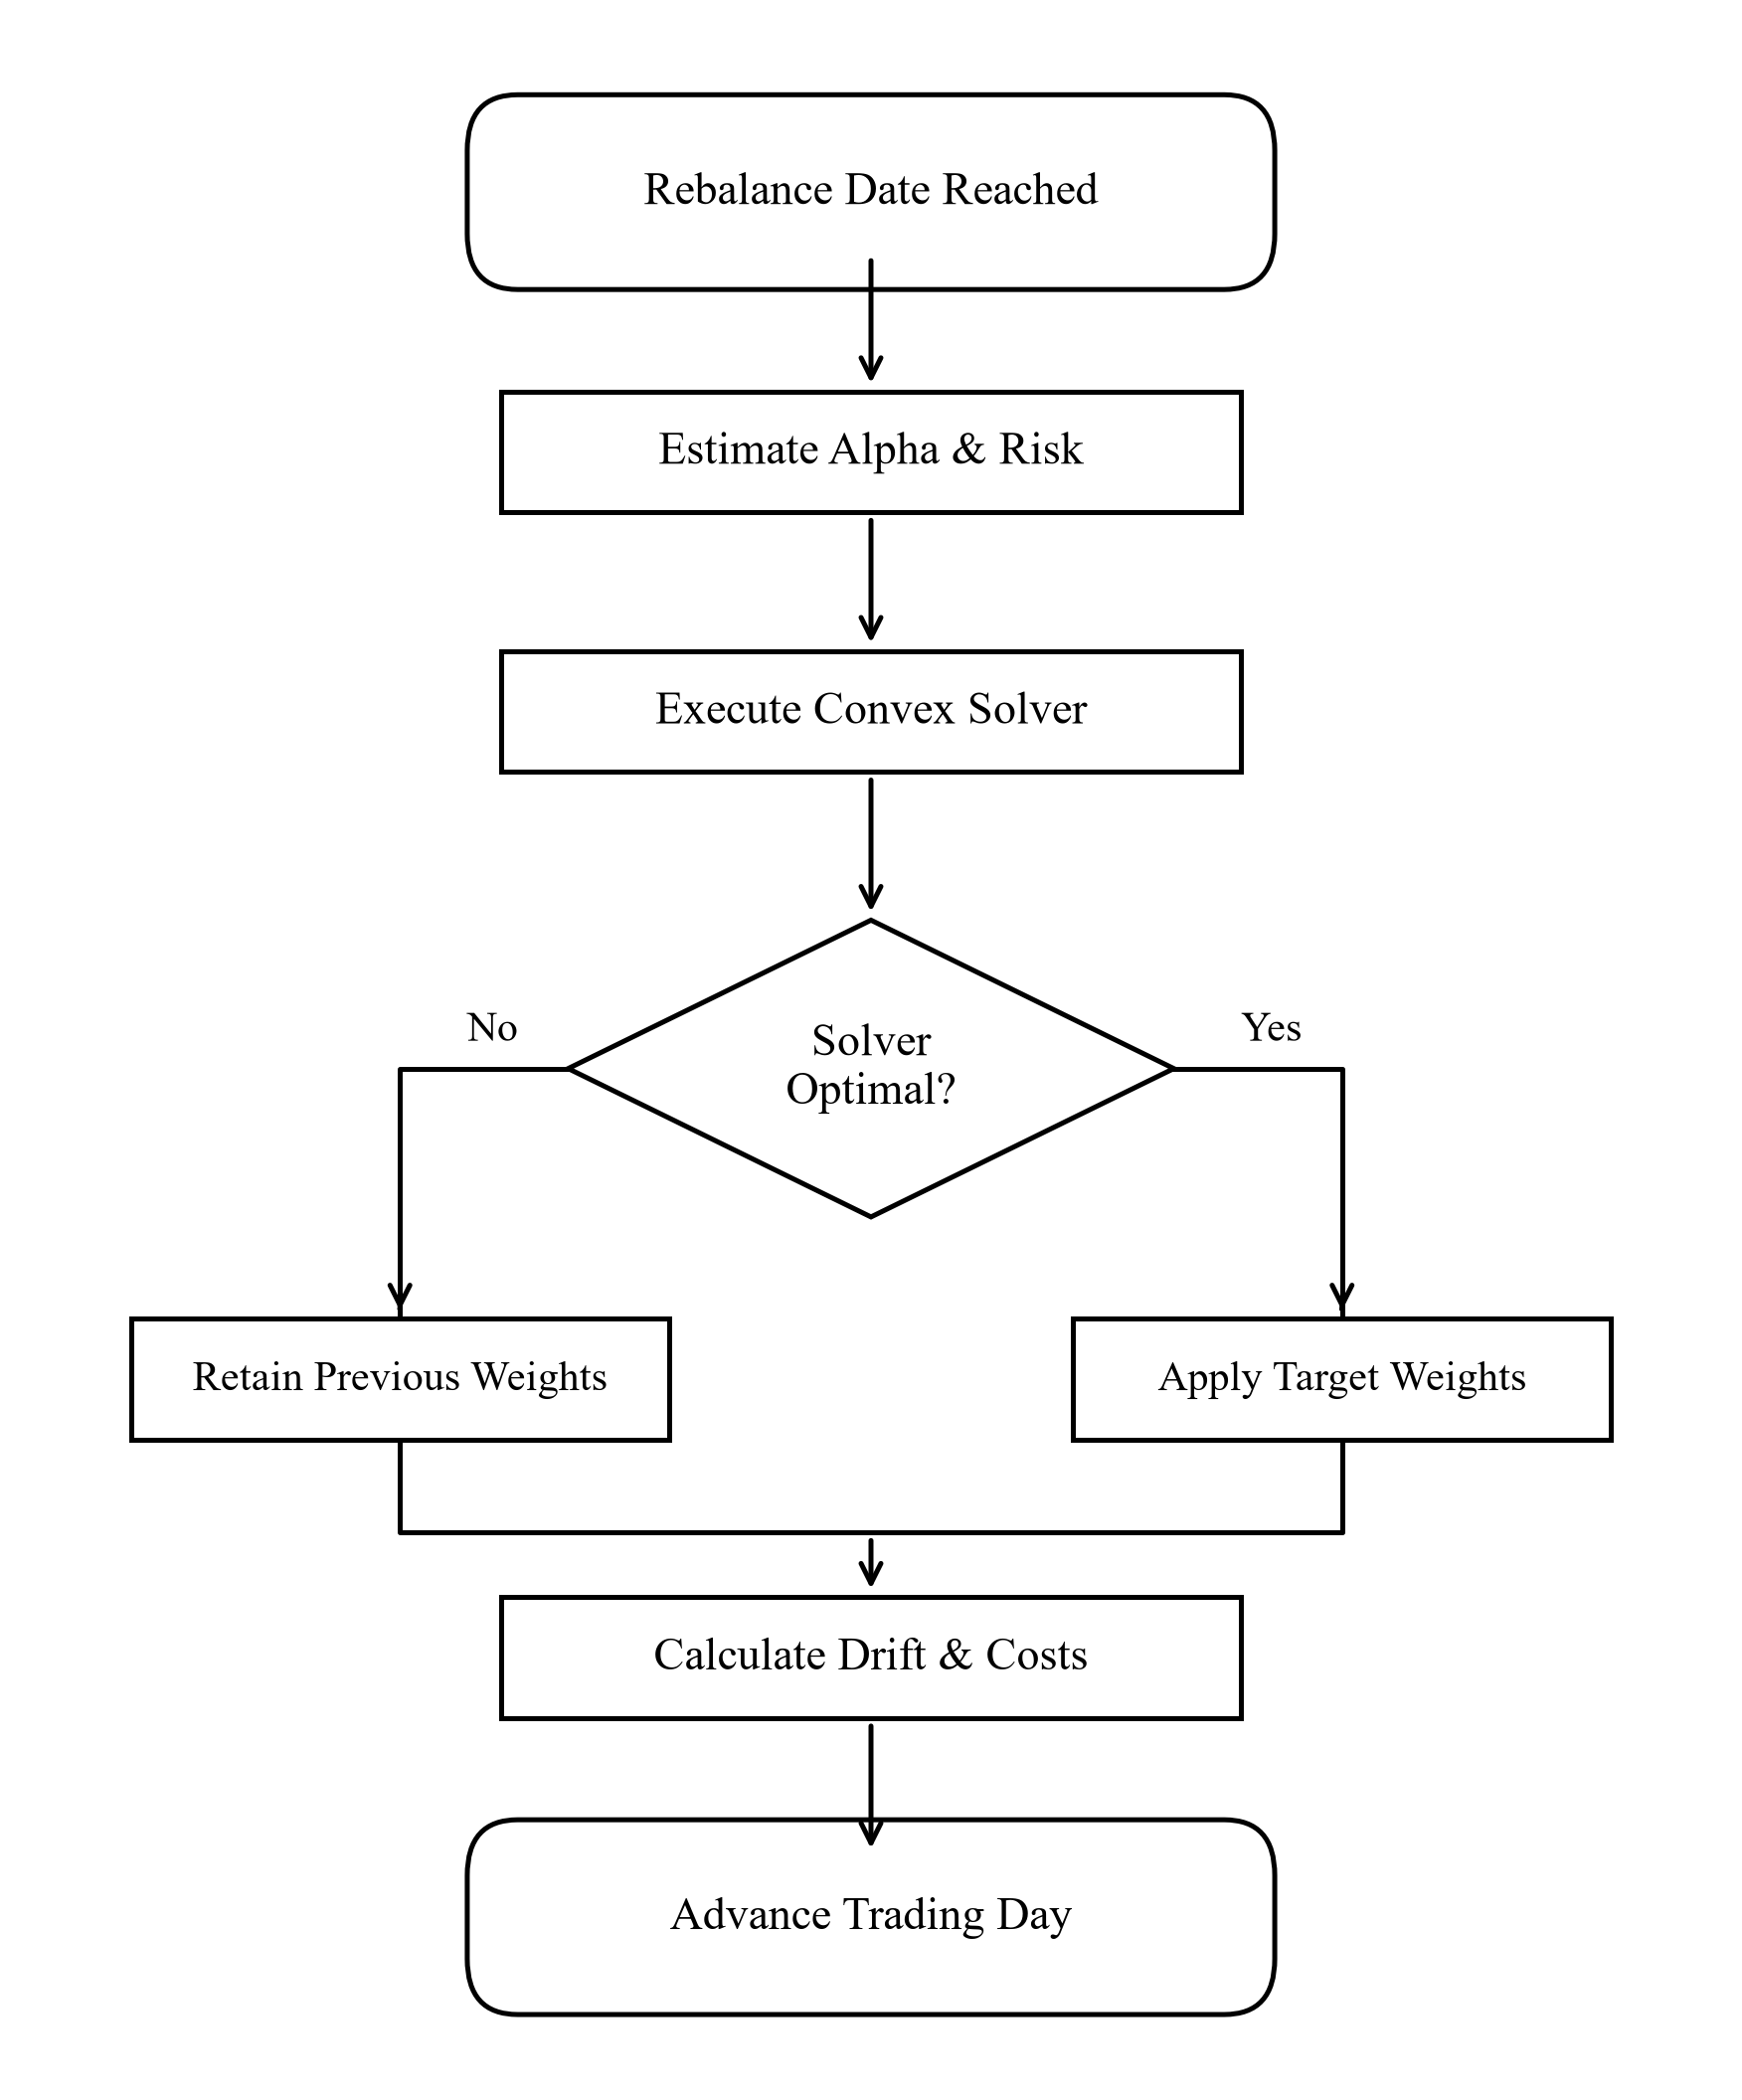 Rebalance Date Reached
Estimate Alpha & Risk
Execute Convex Solver
Solver
Optimal?
No
Yes
Retain Previous Weights
Apply Target Weights
Calculate Drift & Costs
Advance Trading Day